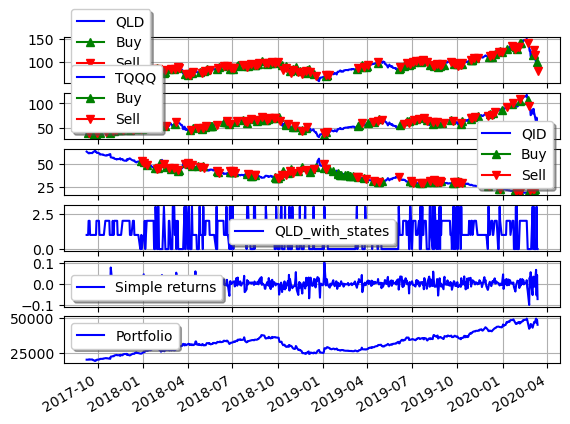 QLD
Buy
Sell
150
100
TQQQ
Buy
Sell
100
50
QID
Buy
Sell
50
25
2.5
0.0
QLD_with_states
0.1
0.0
−0.1
Simple returns
50000
25000
Portfolio
2017-10 2018-01 2018-04 2018-07 2018-10 2019-01 2019-04 2019-07 2019-10 2020-01 2020-04